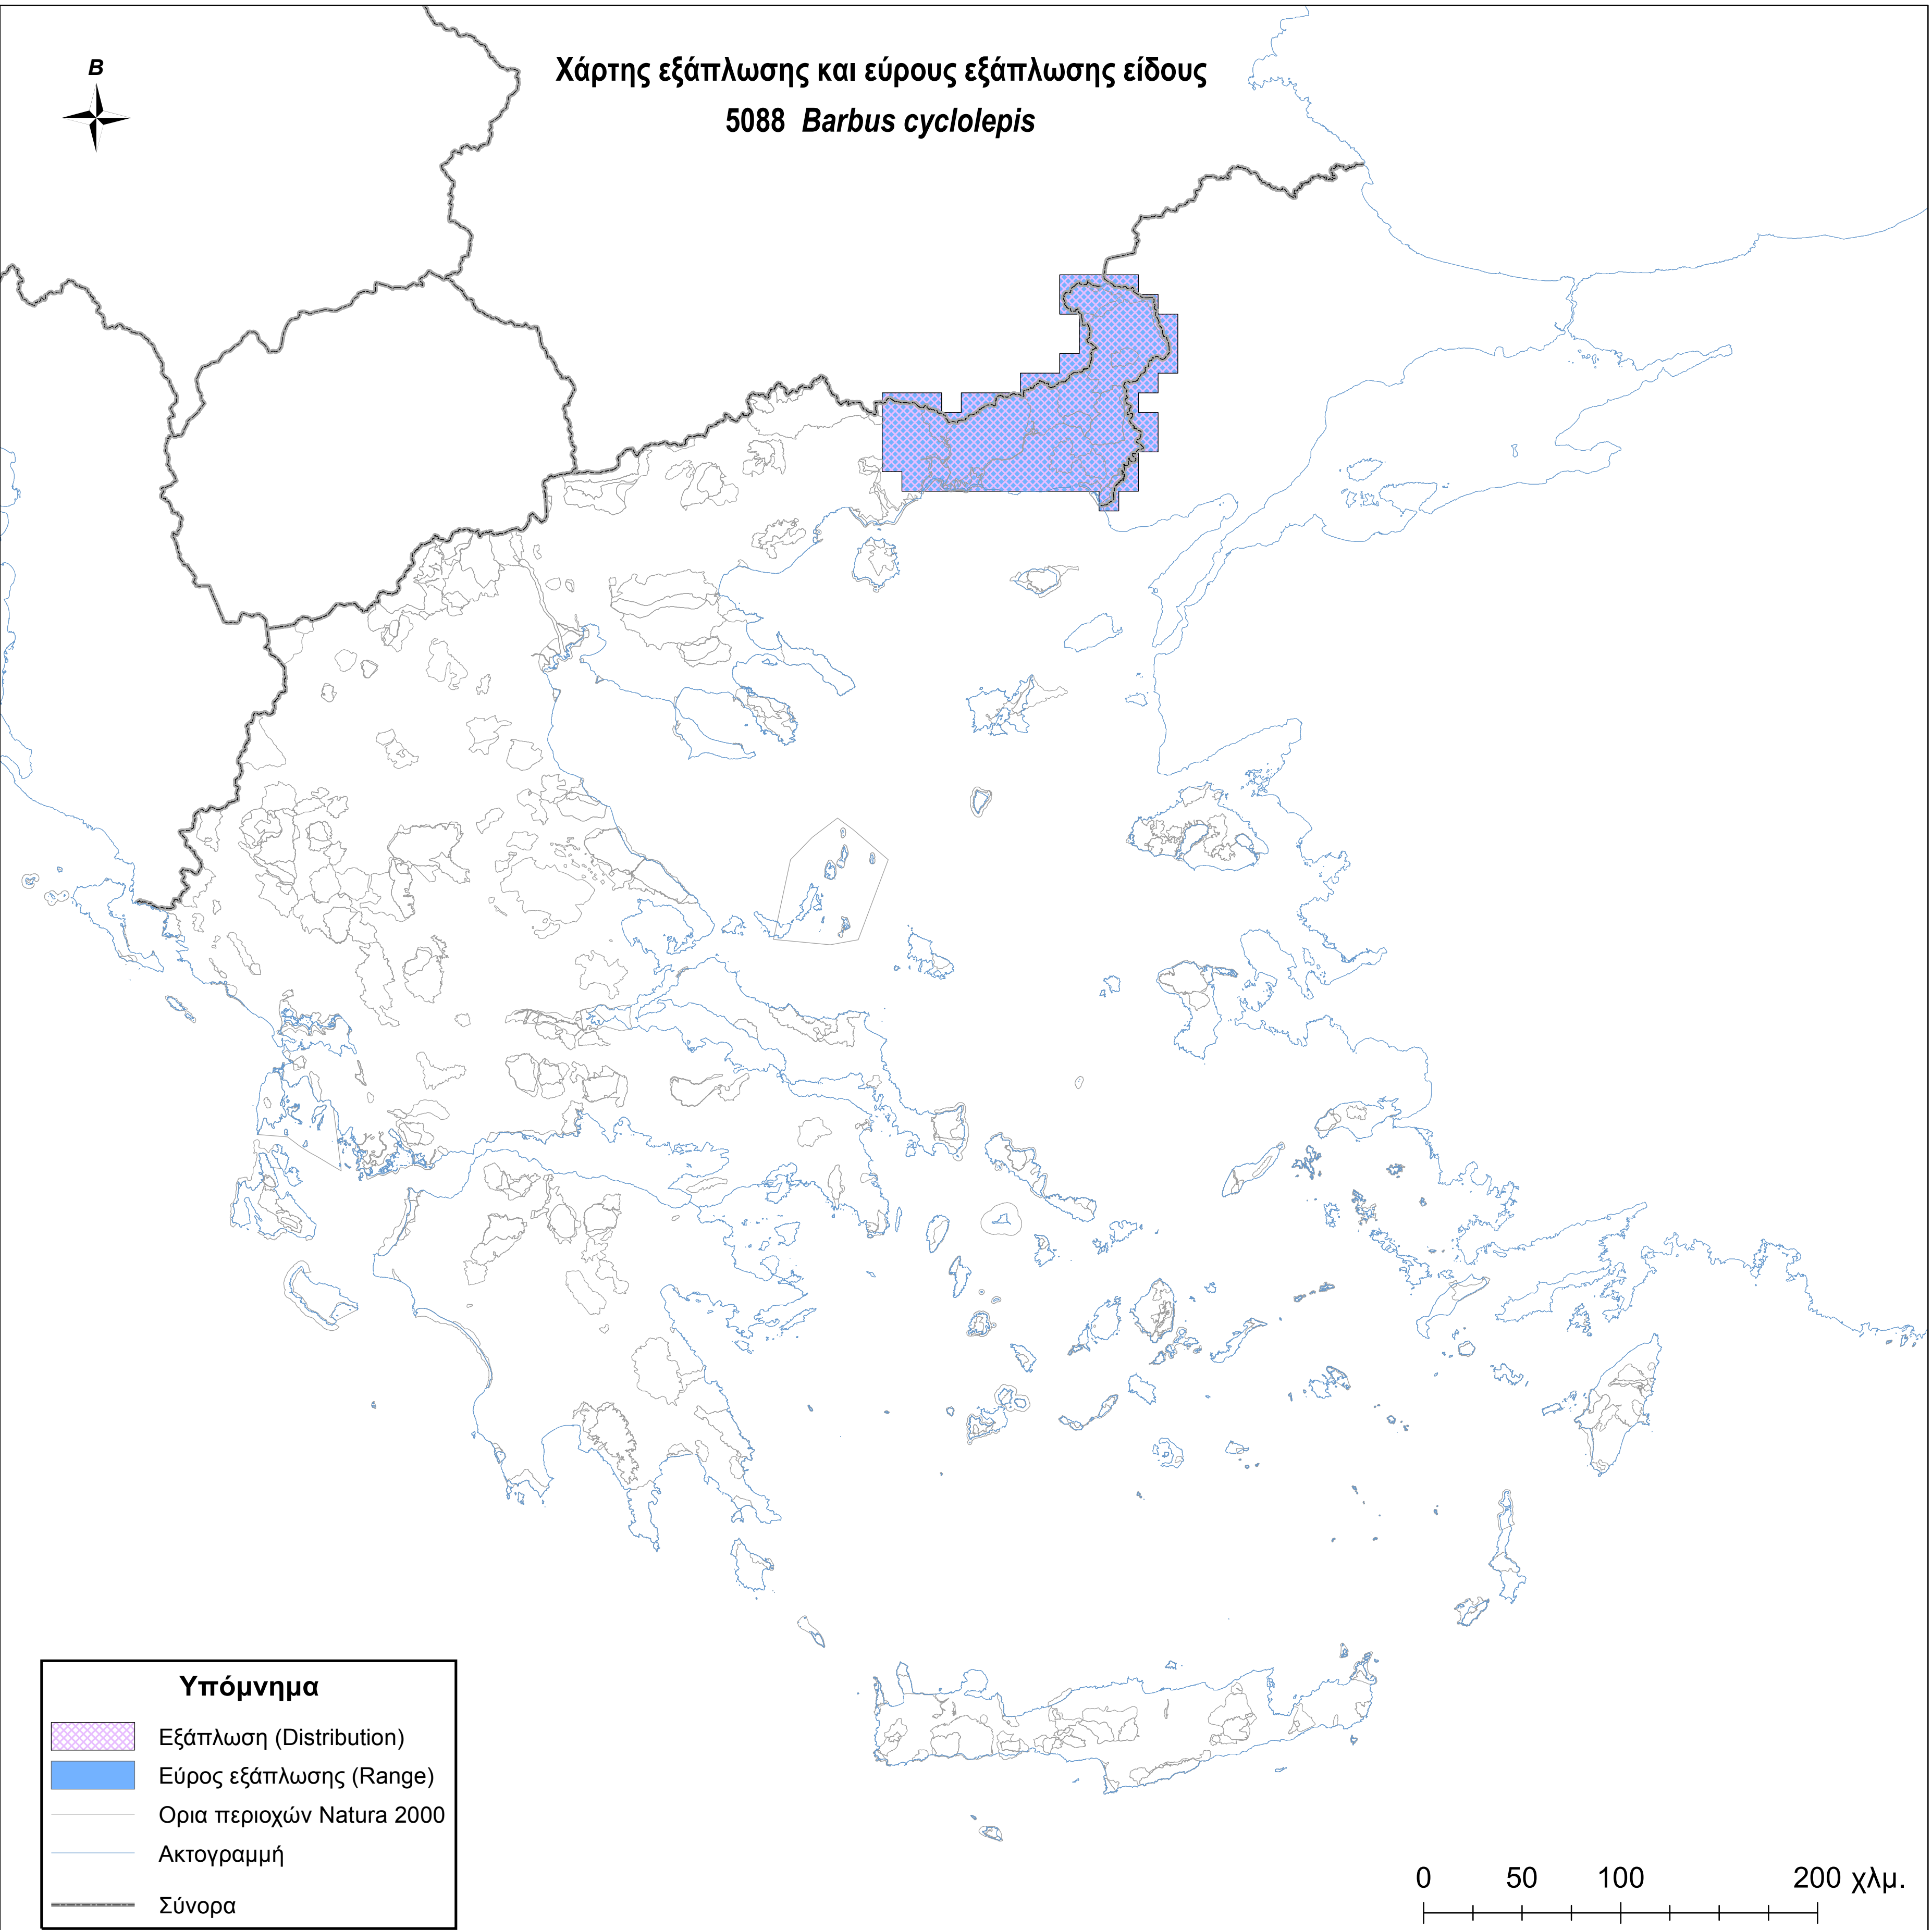 Χάρτης εξάπλωσης και εύρους εξάπλωσης είδους
5088 Barbus cyclolepis
B
Υπόμνημα
Εξάπλωση (Distribution)
Εύρος εξάπλωσης (Range)
Ορια περιοχών Natura 2000
Ακτογραμμή
Σύνορα
0 50 100 200 χλμ.